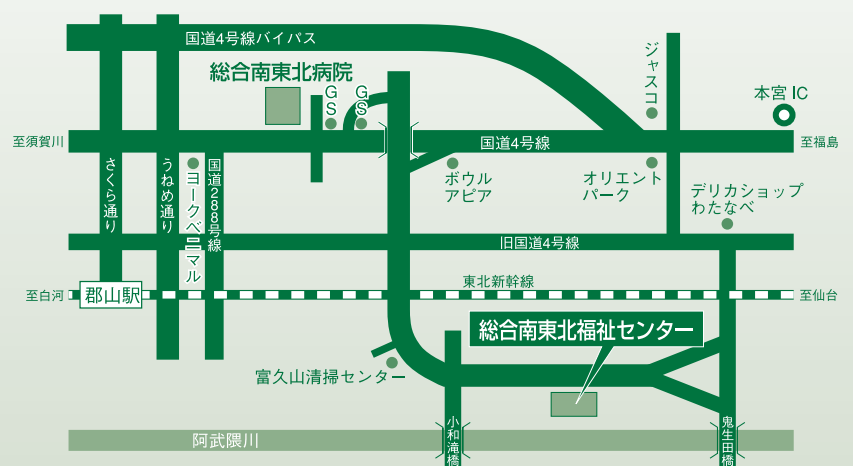 国道4号線バイパス
総合南東北病院
GS
GS
ジャスコ
本宮 IC
至須賀川
国道4号線
至福島
さくら通り
うねめ通り
ヨークベニマル
国道288号線
ボウル
アピア
オリエント
パーク
デリカショップ
わたなべ
旧国道4号線
東北新幹線
至白河
郡山駅
至仙台
総合南東北福祉センター
富久山清掃センター
小和滝橋
鬼生田橋
阿武隈川